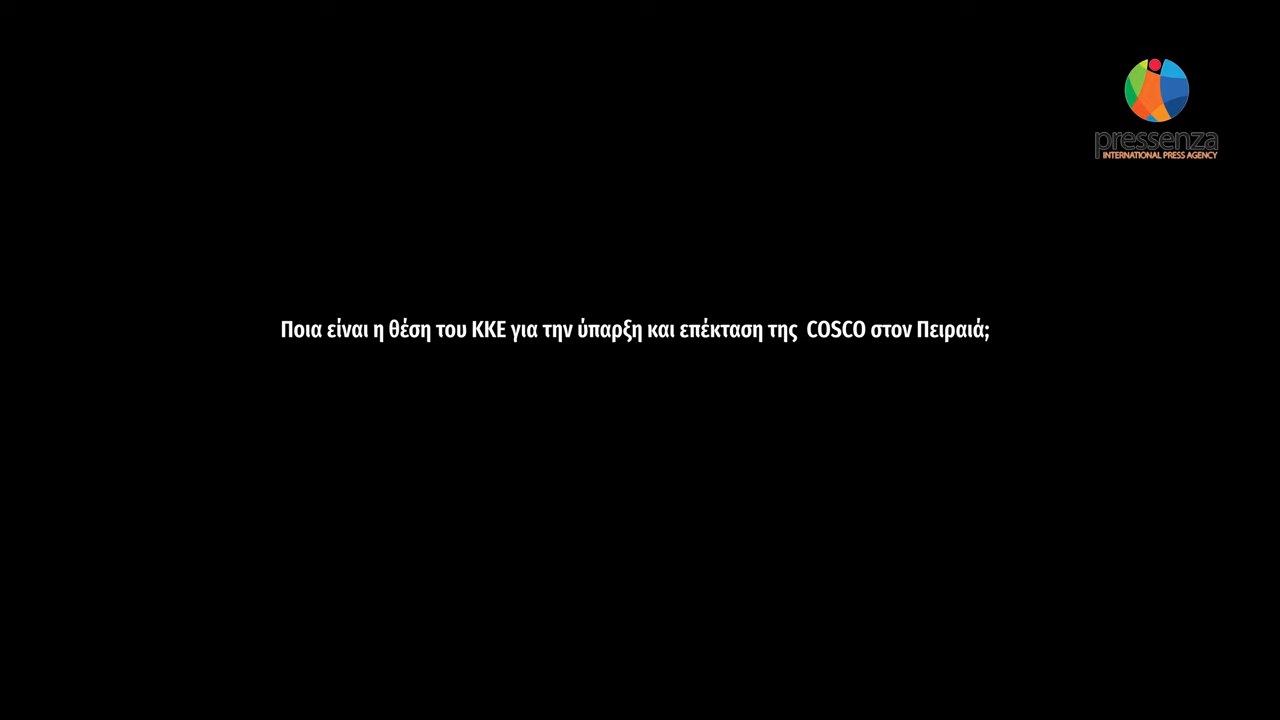 pressenza
INTERNATIONAL PRESS AGENCY
Ποια είναι η θέση του ΚΚΕ για την ύπαρξη και επέκταση της  COSCO στον Πειραιά;